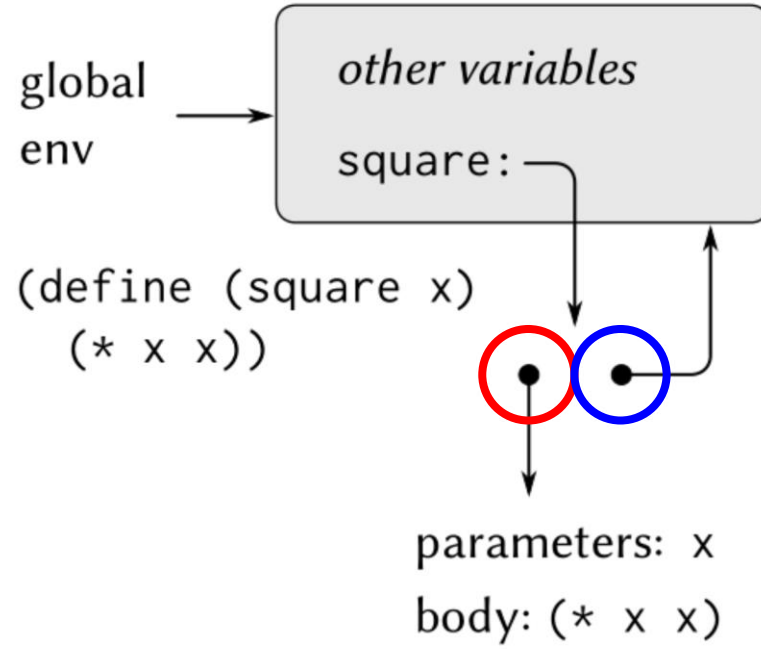 global
env
other variables
square:
(define (square x)
(* x x))
parameters: x
body: (* x x)